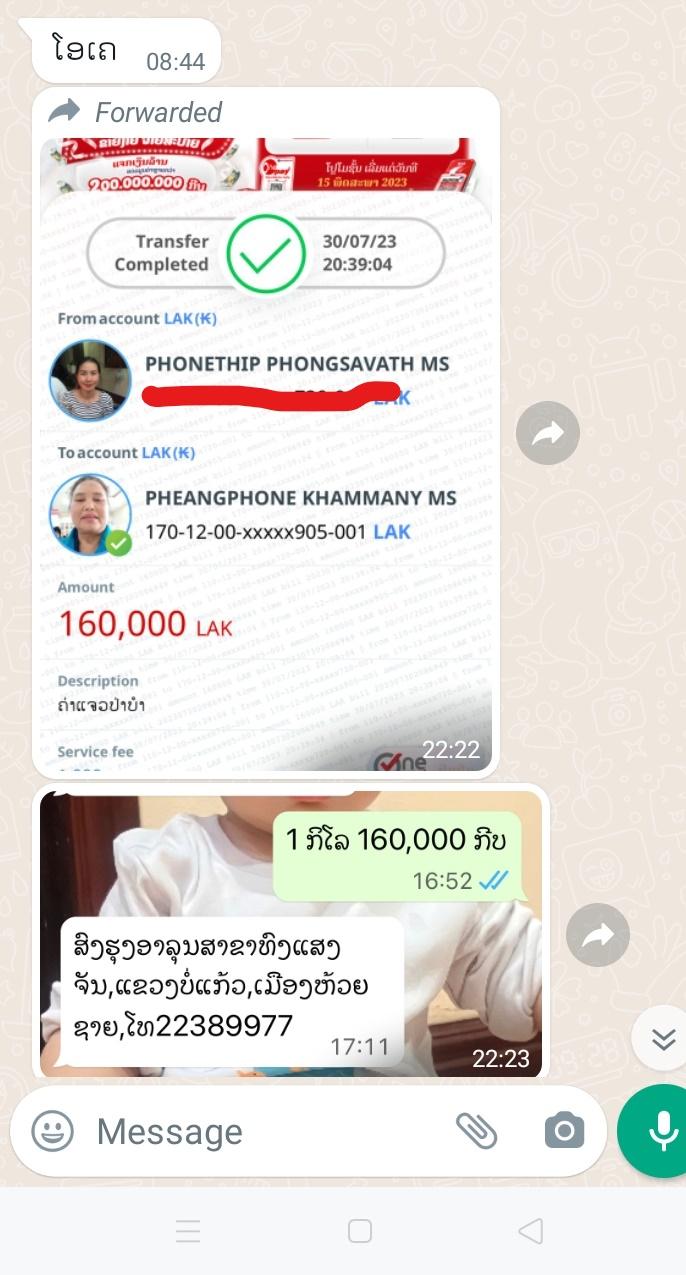 ໂອເຄ
08:44
Forwarded
200.000.000 ກີບ
ໂປໂມຊັ້ນ ເລີ່ມແຕ່ວັນທີ
15 ພຶດສະພາ 2023
Transfer Completed
30/07/23
20:39:04
From account LAK(₭)
PHONETHIP PHONGSAVATH MS
LAK
To account LAK(₭)
PHEANGPHONE KHAMMANY MS
170-12-00-xxxxx905-001 LAK
Amount
160,000 LAK
Description
ຄ່າແຈວປ່າບໍາ
Service fee
One
22:22
1 ກິໂລ 160,000 ກີບ
16:52
ສິງຮຸງອາລຸນສາຂາທົ່ງແສງ
ຈັນ,ແຂວງບໍ່ແກ້ວ,ເມືອງຫ້ວຍ
ຊາຍ,ໂທ22389977
17:11
22:23
Message